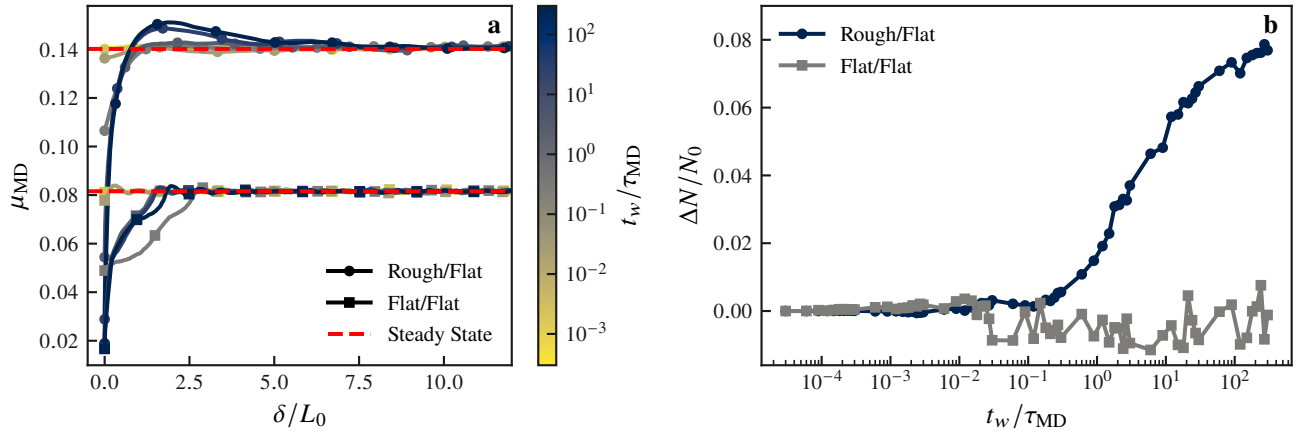 a
μ_MD
0.14
0.12
0.10
0.08
0.06
0.04
0.02
0.0
2.5
5.0
7.5
10.0
δ/L_0
Rough/Flat
Flat/Flat
Steady State
10^2
10^1
10^0
10^−1
10^−2
10^−3
t_w/τ_MD
b
ΔN/N_0
0.08
0.06
0.04
0.02
0.00
Rough/Flat
Flat/Flat
10^−4
10^−3
10^−2
10^−1
10^0
10^1
10^2
t_w/τ_MD